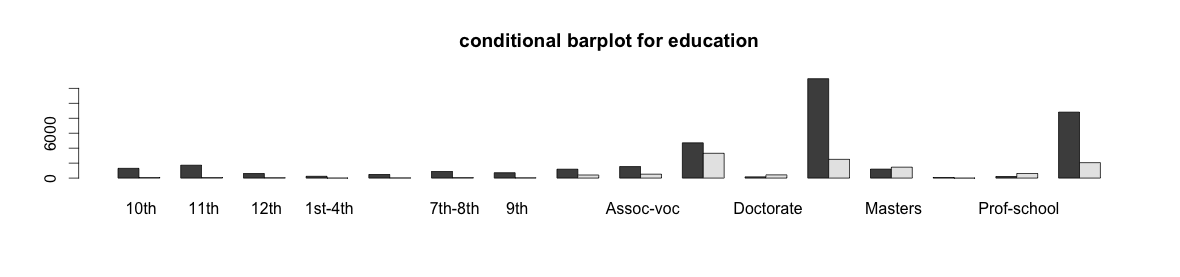 conditional barplot for education
6000
0
10th 11th 12th 1st-4th 7th-8th 9th Assoc-voc Doctorate Masters Prof-school